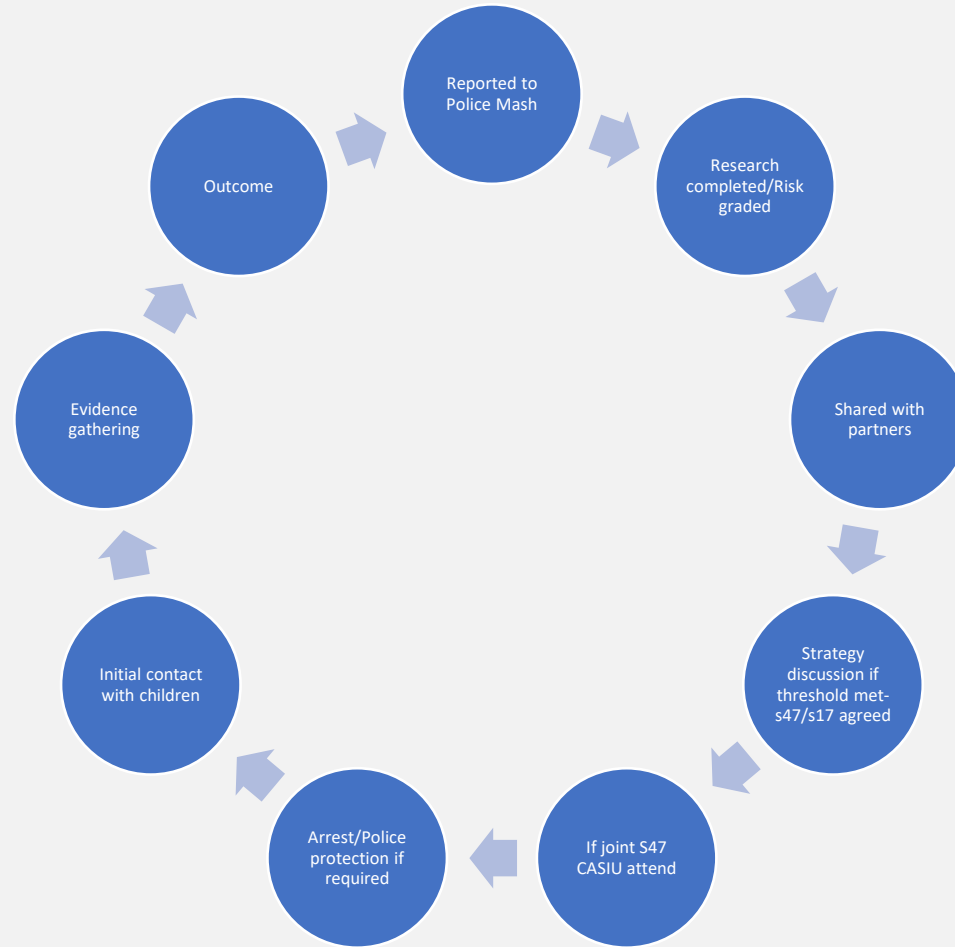 Reported to
Police Mash
Research
completed/Risk
graded
Shared with
partners
Strategy
discussion if
threshold met-
s47/s17 agreed
If joint S47
CASIU attend
Arrest/Police
protection if
required
Initial contact
with children
Evidence
gathering
Outcome